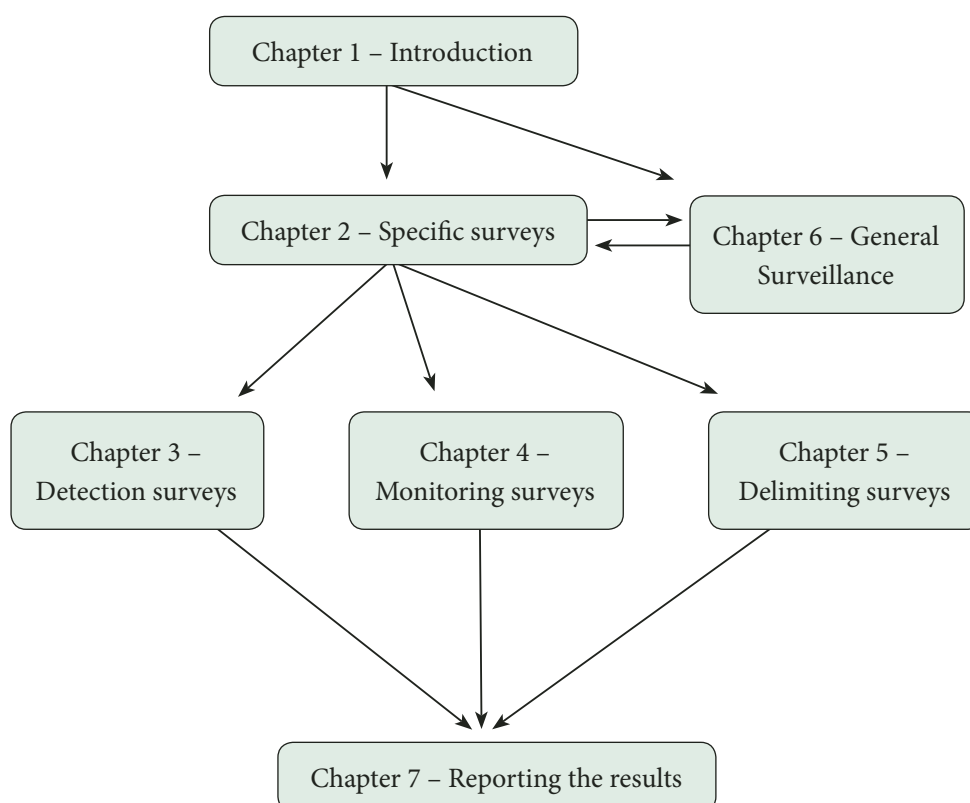 Chapter 1 – Introduction
Chapter 2 – Specific surveys
Chapter 6 – General
Surveillance
Chapter 3 –
Detection surveys
Chapter 4 –
Monitoring surveys
Chapter 5 –
Delimiting surveys
Chapter 7 – Reporting the results